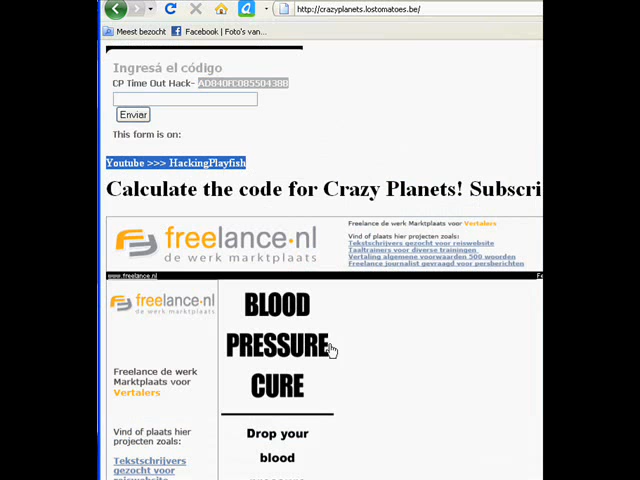 http://crazyplanets.lostomatoes.be/
Meest bezocht
Facebook | Foto's van...
Ingresá el código
CP Time Out Hack- AD840FC08550438B
Enviar
This form is on:
Youtube >>> HackingPlayfish
Calculate the code for Crazy Planets! Subscri
freelance.nl
de werk marktplaats
Freelance de werk Marktplaats voor Vertalers
Vind of plaats hier projecten zoals:
Tekstschrijvers gezocht voor reiswebsite
Taaltrainers voor diverse trainingen
Vertaling algemene voorwaarden 500 woorden
Freelance journalist gevraagd voor persberichten
www.freelance.nl
Fe
freelance.nl
de werk marktplaats
BLOOD
PRESSURE
CURE
Freelance de werk
Marktplaats voor
Vertalers
Drop your
blood
Vind of plaats hier
projecten zoals:
Tekstschrijvers
gezocht voor